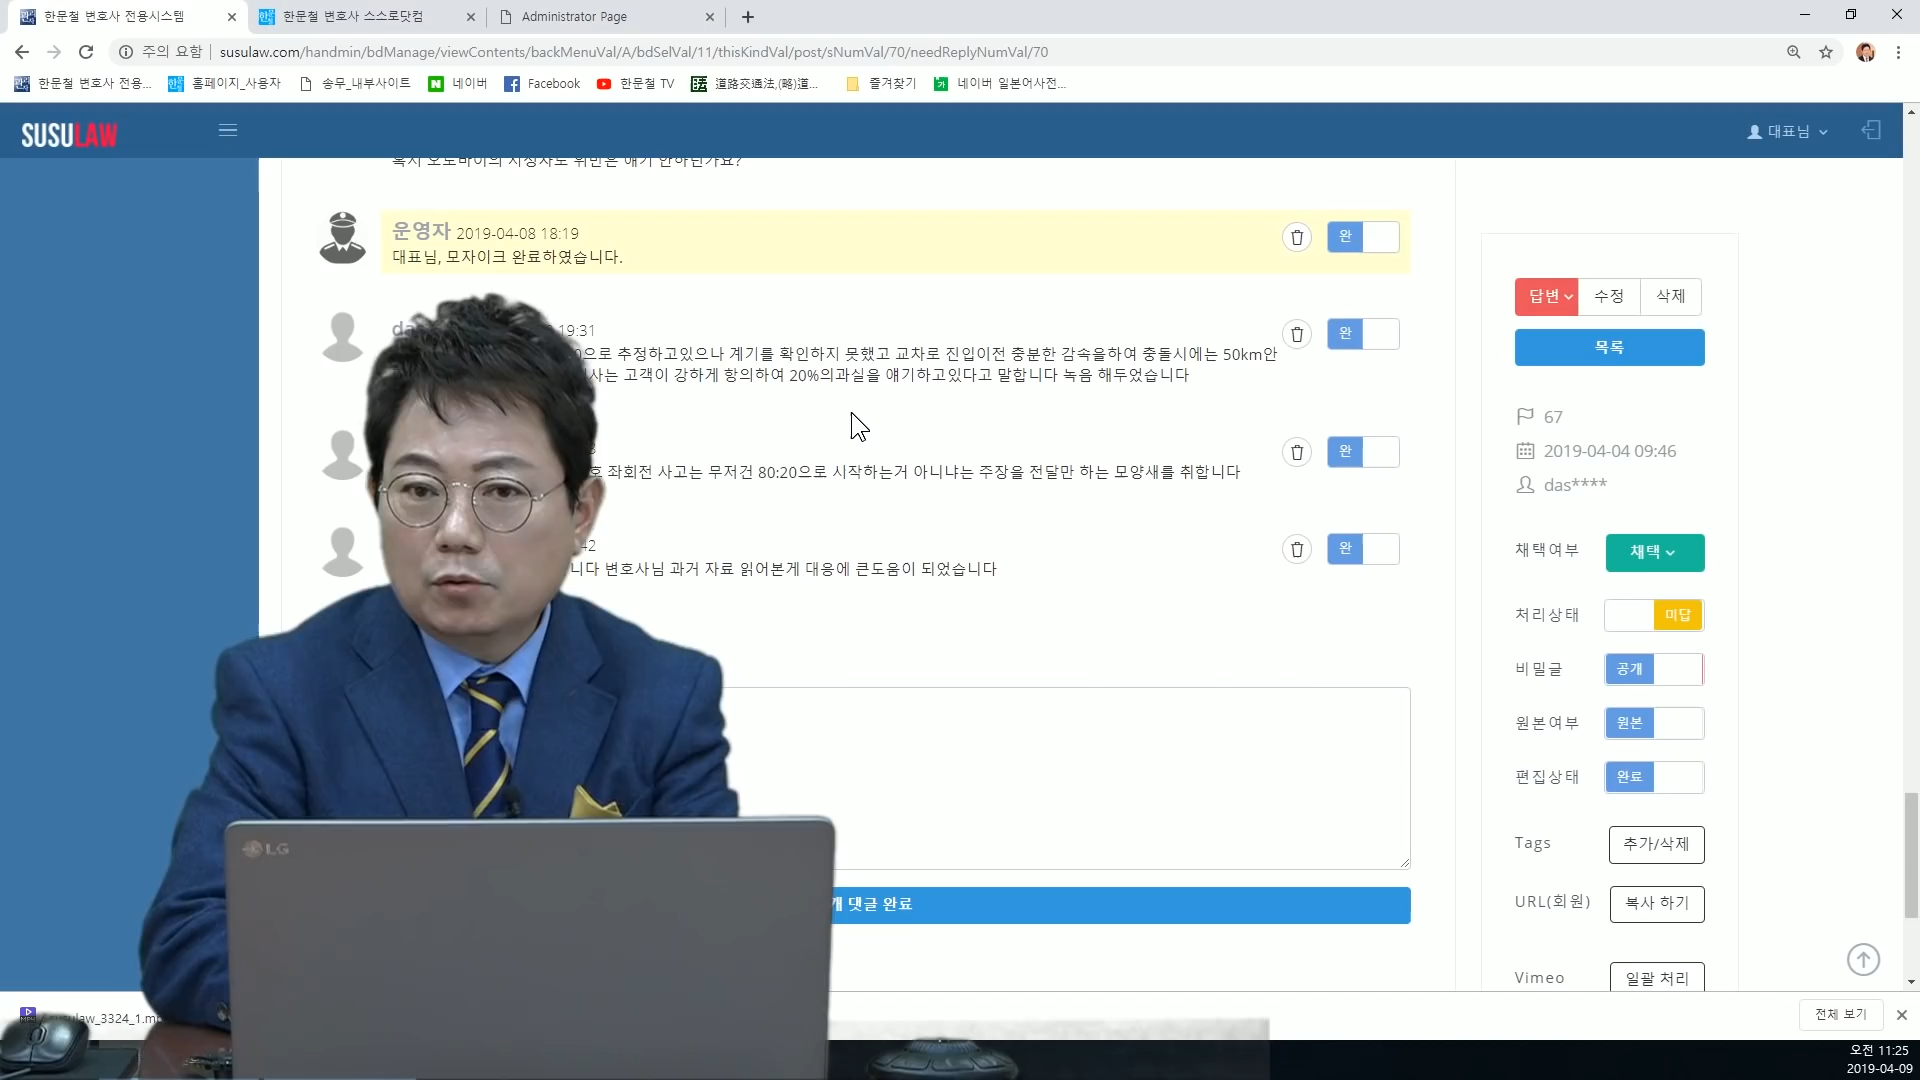 한문철 변호사 전용시스템
한문철 변호사 스스로닷컴
Administrator Page
주의 요함
susulaw.com/handmin/bdManage/viewContents/backMenuVal/A/bdSelVal/11/thisKindVal/post/sNumVal/70/needReplyNumVal/70
한문철 변호사 전용...
홈페이지_사용자
송무_내부사이트
네이버
Facebook
한문철 TV
道路交通法,(略)道...
즐겨찾기
네이버 일본어사전...
SUSULAW
대표님
운영자 2019-04-08 18:19
완
대표님, 모자이크 완료하였습니다.
da
19:31
완
0으로 추정하고있으나 계기를 확인하지 못했고 교차로 진입이전 충분한 감속을하여 충돌시에는 50km안
사는 고객이 강하게 항의하여 20%의과실을 얘기하고있다고 말합니다 녹음 해두었습니다
완
호 좌회전 사고는 무저건 80:20으로 시작하는거 아니냐는 주장을 전달만 하는 모양새를 취합니다
42
완
니다 변호사님 과거 자료 읽어본게 대응에 큰도움이 되었습니다
개 댓글 완료
답변
수정
삭제
목록
67
2019-04-04 09:46
das****
채택여부
채택
처리상태
미답
비밀글
공개
원본여부
원본
편집상태
완료
Tags
추가/삭제
URL(회원)
복사 하기
Vimeo
일괄 처리
LG
susulaw_3324_1.m
전체 보기
오전 11:25
2019-04-09